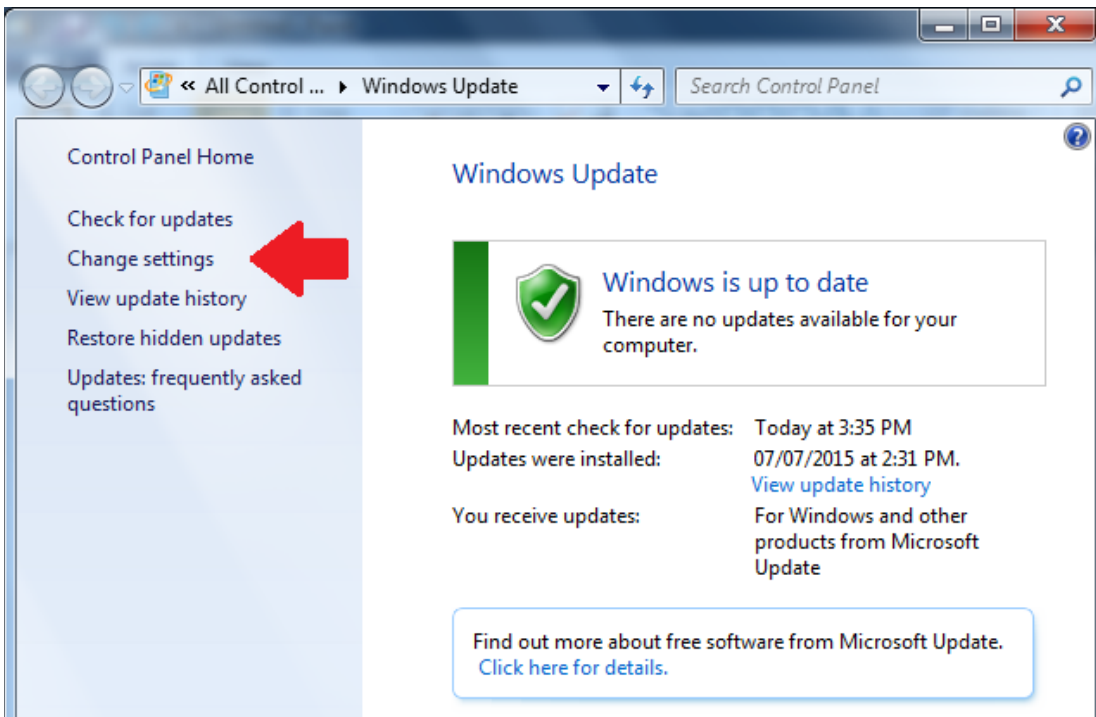 « All Control ... Windows Update
Search Control Panel
Control Panel Home
Check for updates
Change settings
View update history
Restore hidden updates
Updates: frequently asked
questions
Windows Update
Windows is up to date
There are no updates available for your
computer.
Most recent check for updates: Today at 3:35 PM
Updates were installed: 07/07/2015 at 2:31 PM.
View update history
You receive updates: For Windows and other
products from Microsoft
Update
Find out more about free software from Microsoft Update.
Click here for details.